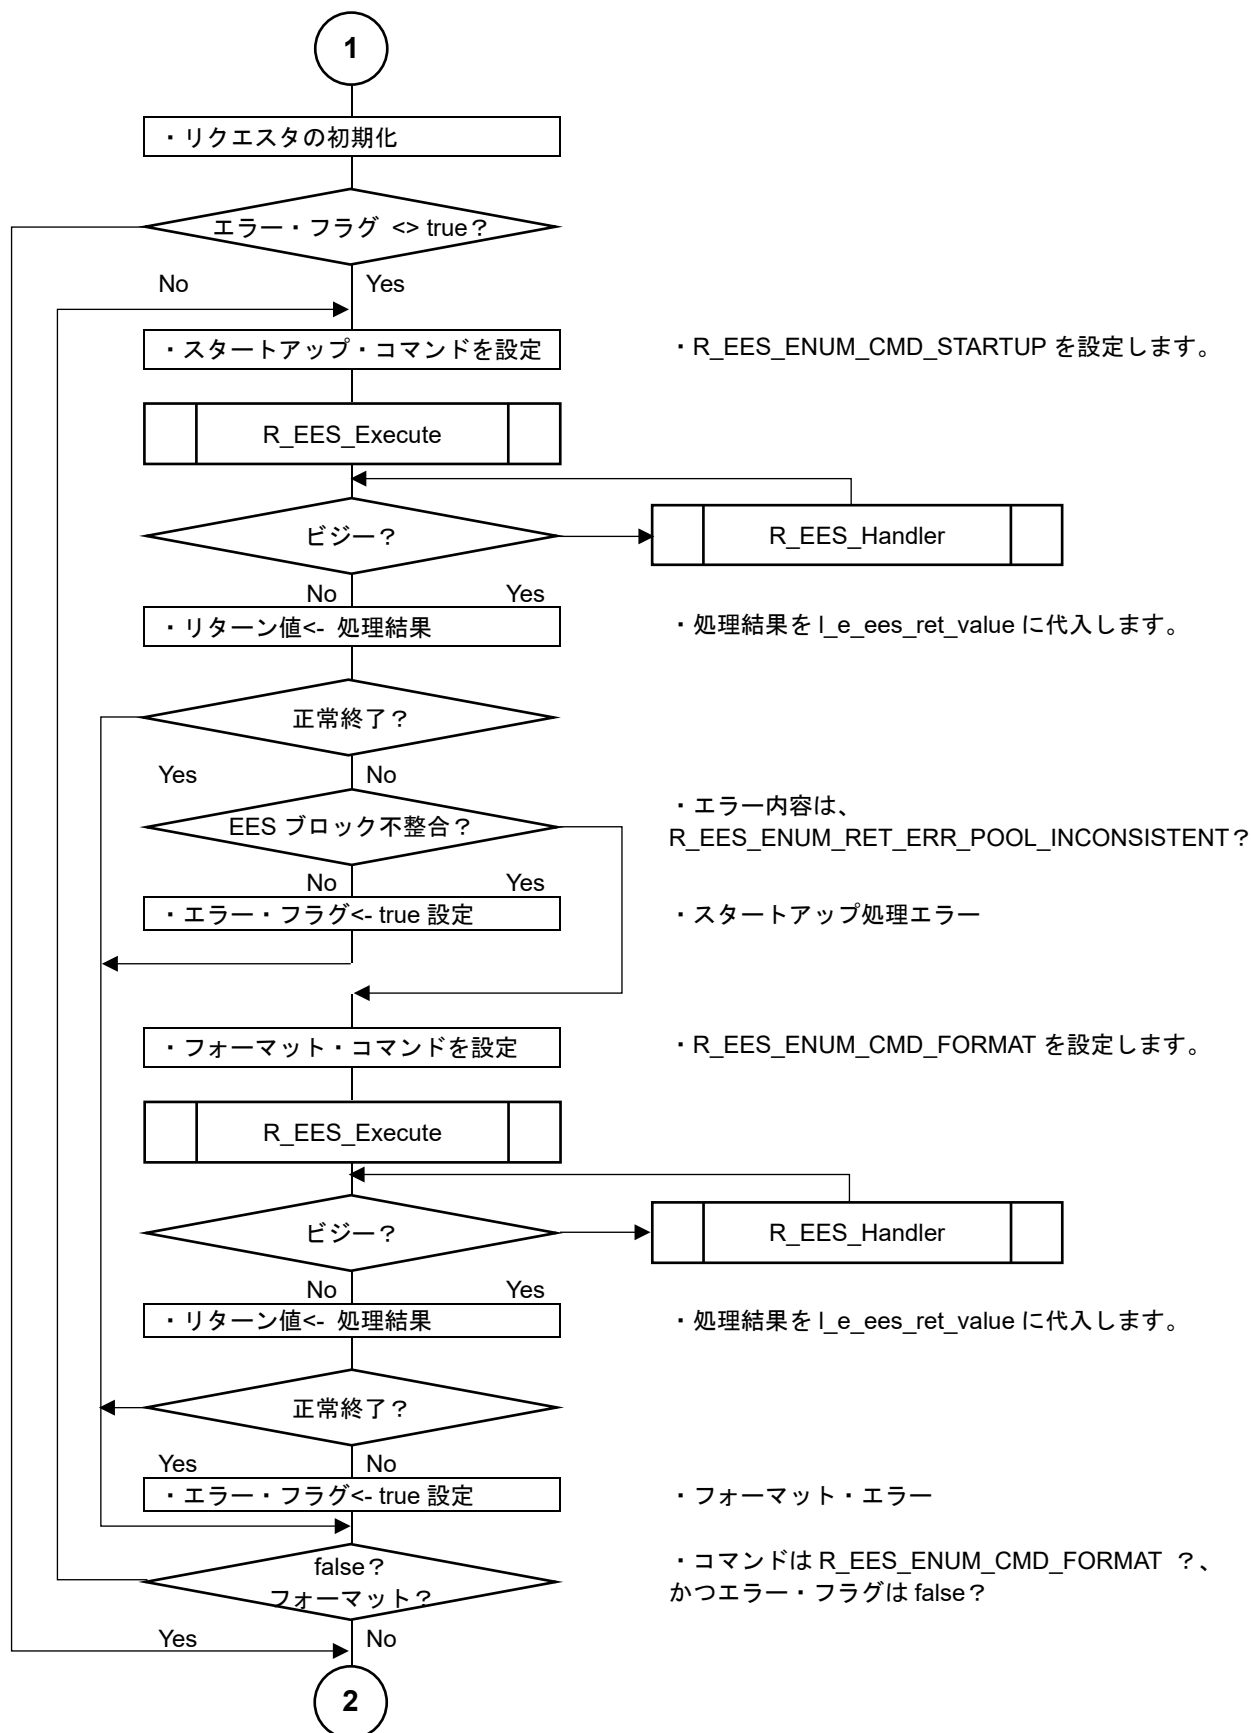 1
・リクエスタの初期化
エラー・フラグ <> true？
No Yes
・スタートアップ・コマンドを設定 ・R_EES_ENUM_CMD_STARTUP を設定します。
R_EES_Execute
ビジー？ R_EES_Handler
No Yes
・リターン値<- 処理結果 ・処理結果を l_e_ees_ret_value に代入します。
正常終了？
Yes No
・エラー内容は、
EES ブロック不整合？ R_EES_ENUM_RET_ERR_POOL_INCONSISTENT？
No Yes
・エラー・フラグ<- true 設定 ・スタートアップ処理エラー
・フォーマット・コマンドを設定 ・R_EES_ENUM_CMD_FORMAT を設定します。
R_EES_Execute
ビジー？ R_EES_Handler
No Yes
・リターン値<- 処理結果 ・処理結果を l_e_ees_ret_value に代入します。
正常終了？
Yes No
・エラー・フラグ<- true 設定 ・フォーマット・エラー
false？ ・コマンドは R_EES_ENUM_CMD_FORMAT ？、
フォーマット？ かつエラー・フラグは false？
Yes No
2